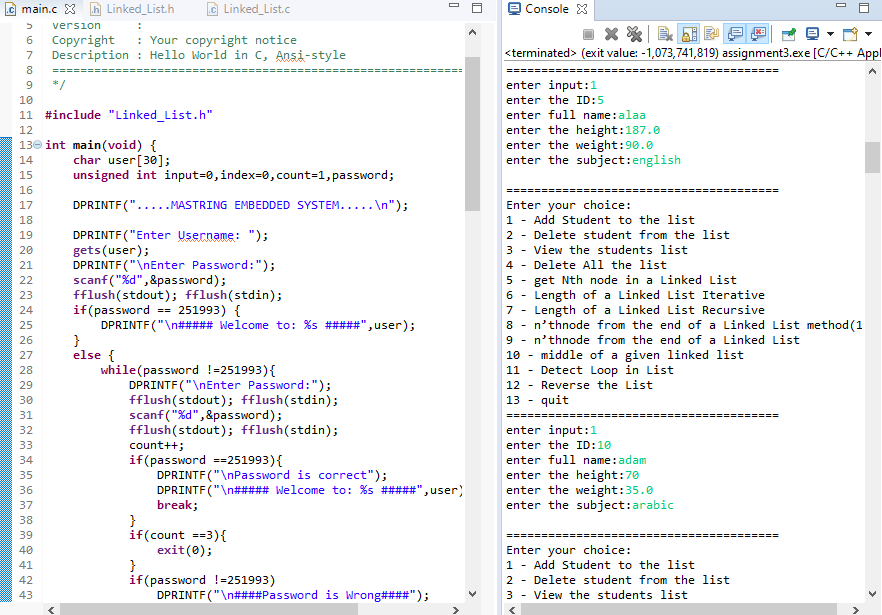 main.c
Linked_List.h
Linked_List.c
5 Version :
6 Copyright : Your copyright notice
7 Description : Hello World in C, Ansi-style
8 ============================================================
9 */
10
11 #include "Linked_List.h"
12
13 int main(void) {
14 char user[30];
15 unsigned int input=0,index=0,count=1,password;
16
17 DPRINTF(".....MASTRING EMBEDDED SYSTEM.....\n");
18
19 DPRINTF("Enter Username: ");
20 gets(user);
21 DPRINTF("\nEnter Password:");
22 scanf("%d",&password);
23 fflush(stdout); fflush(stdin);
24 if(password == 251993) {
25 DPRINTF("\n##### Welcome to: %s #####",user);
26 }
27 else {
28 while(password !=251993){
29 DPRINTF("\nEnter Password:");
30 fflush(stdout); fflush(stdin);
31 scanf("%d",&password);
32 fflush(stdout); fflush(stdin);
33 count++;
34 if(password ==251993){
35 DPRINTF("\nPassword is correct");
36 DPRINTF("\n##### Welcome to: %s #####",user)
37 break;
38 }
39 if(count ==3){
40 exit(0);
41 }
42 if(password !=251993)
43 DPRINTF("\n####Password is Wrong####");
Console
<terminated> (exit value: -1,073,741,819) assignment3.exe [C/C++ Appl
=======================================
enter input:1
enter the ID:5
enter full name:alaa
enter the height:187.0
enter the weight:90.0
enter the subject:english
=======================================
Enter your choice:
1 - Add Student to the list
2 - Delete student from the list
3 - View the students list
4 - Delete All the list
5 - get Nth node in a Linked List
6 - Length of a Linked List Iterative
7 - Length of a Linked List Recursive
8 - n’thnode from the end of a Linked List method(1
9 - n’thnode from the end of a Linked List
10 - middle of a given linked list
11 - Detect Loop in List
12 - Reverse the List
13 - quit
=======================================
enter input:1
enter the ID:10
enter full name:adam
enter the height:70
enter the weight:35.0
enter the subject:arabic
=======================================
Enter your choice:
1 - Add Student to the list
2 - Delete student from the list
3 - View the students list